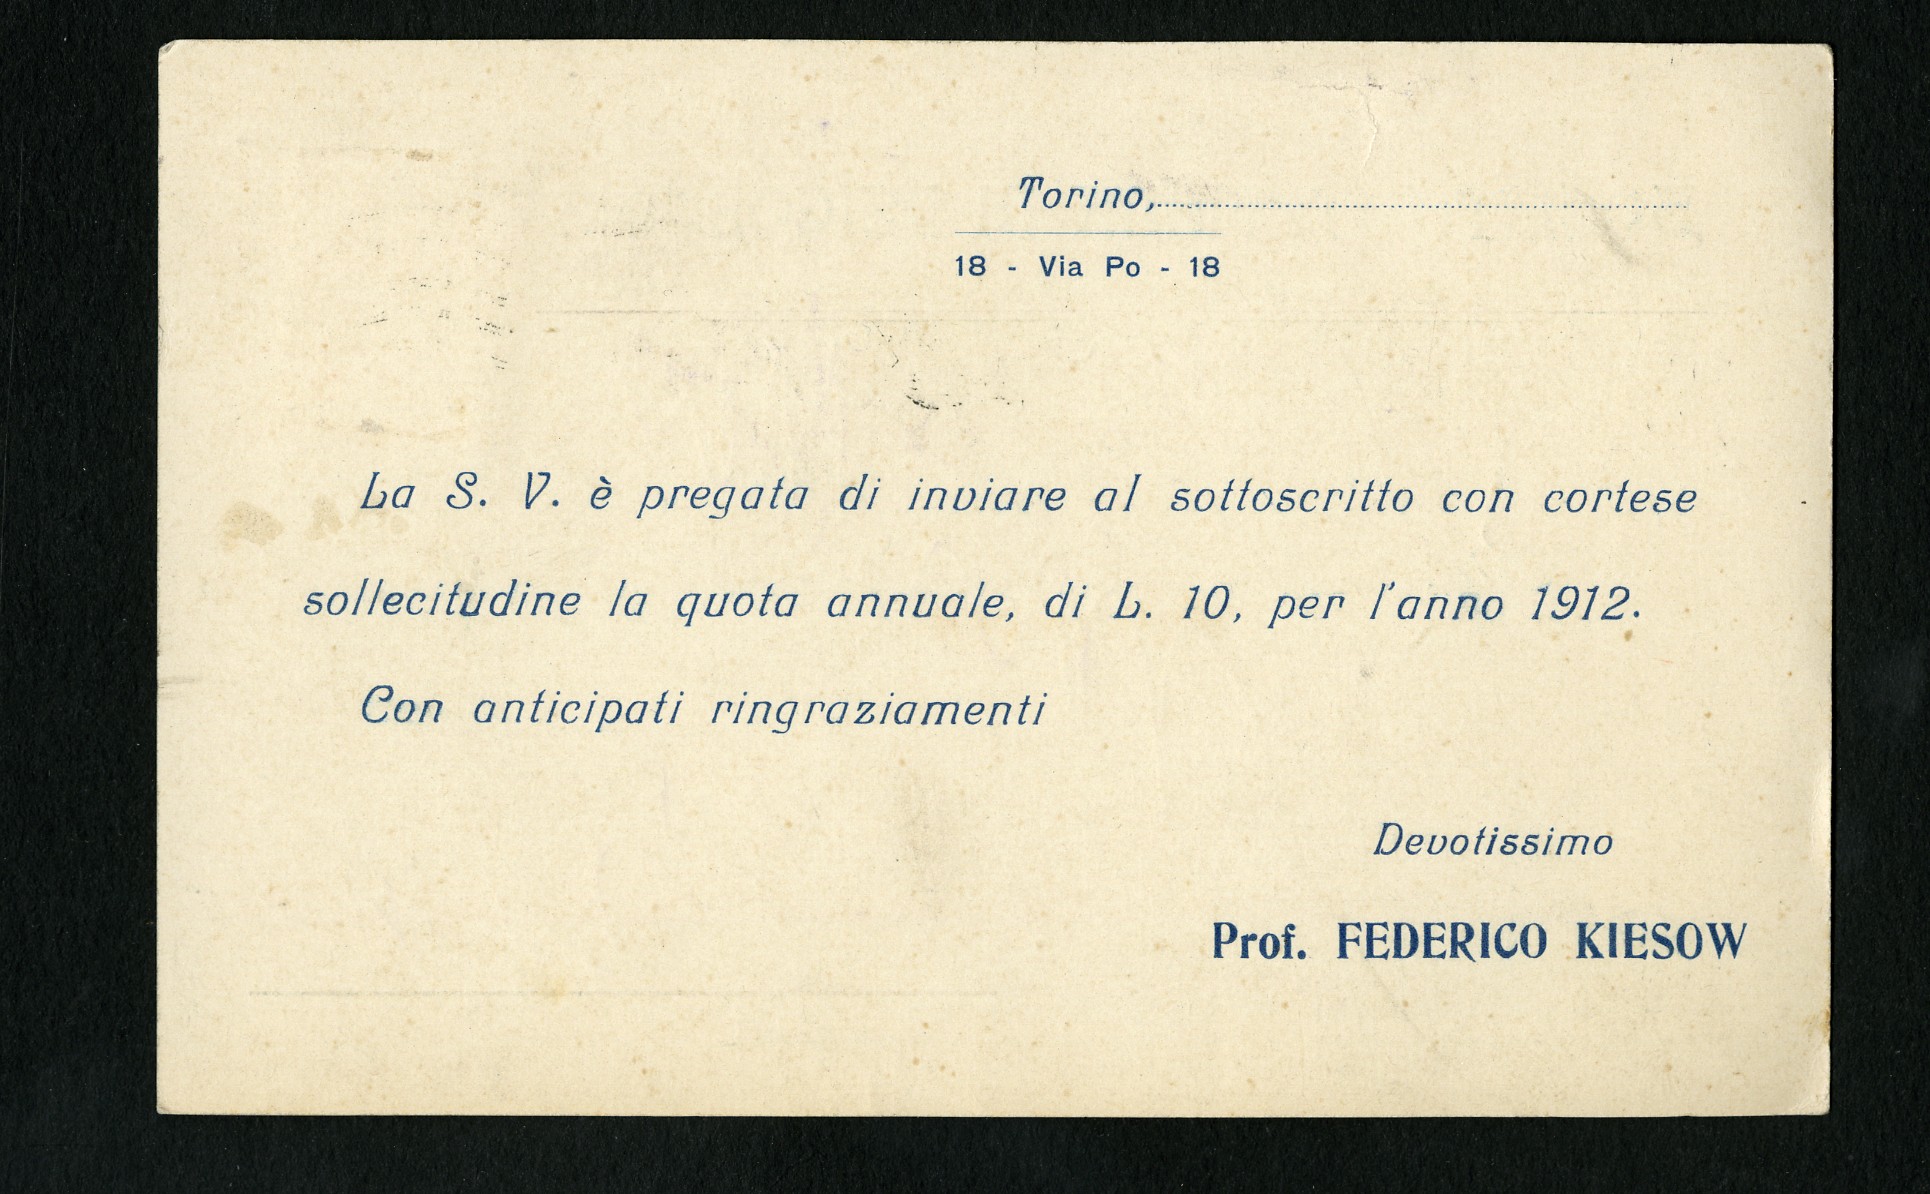 Torino,
18 - Via Po - 18
La S. V. è pregata di inviare al sottoscritto con cortese
sollecitudine la quota annuale, di L. 10, per l'anno 1912.
Con anticipati ringraziamenti
Devotissimo
Prof. FEDERICO KIESOW